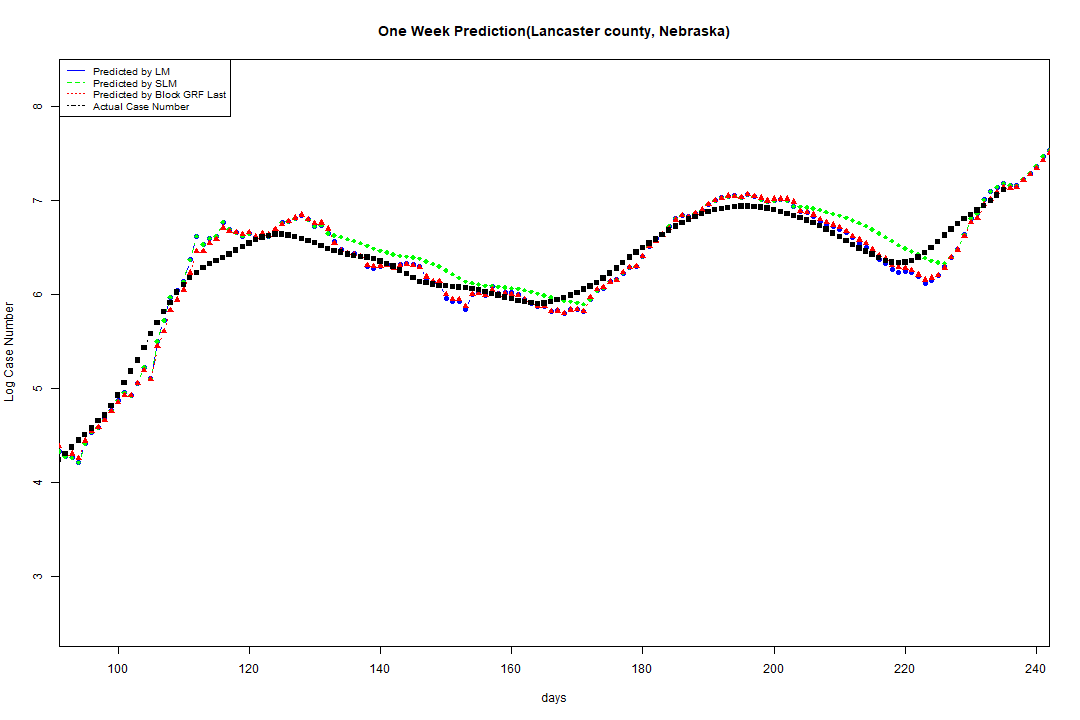 One Week Prediction(Lancaster county, Nebraska)
Predicted by LM
Predicted by SLM
Predicted by Block GRF Last
Actual Case Number
8
7
6
5
4
3
Log Case Number
100 120 140 160 180 200 220 240
days